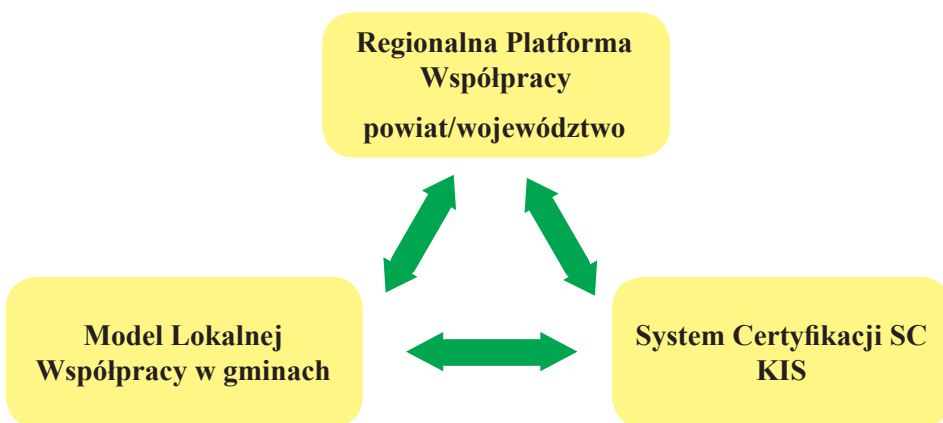 Regionalna Platforma
Współpracy
powiat/województwo
Model Lokalnej
Współpracy w gminach
System Certyfikacji SC
KIS